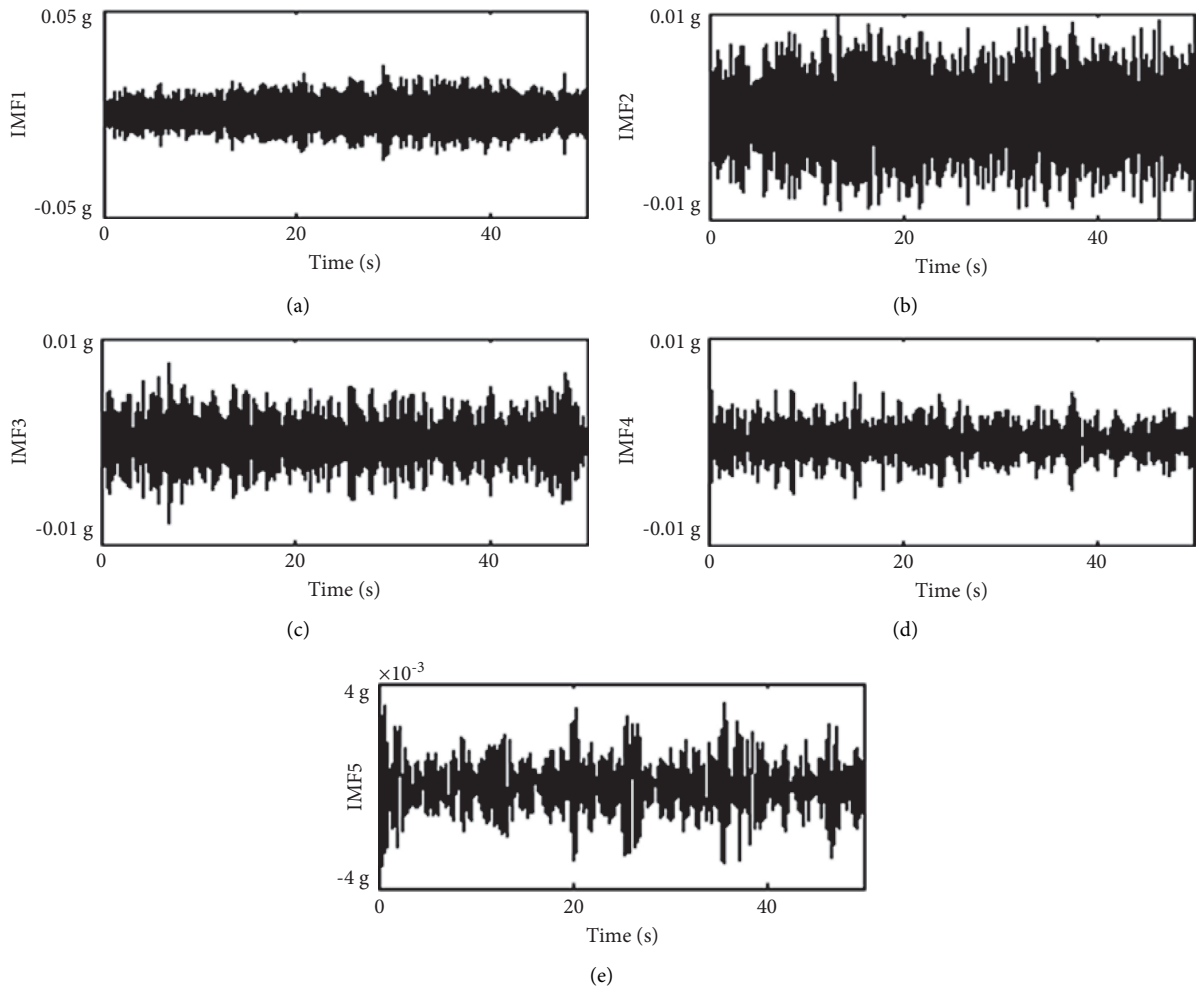 0.05 g
IMF1
-0.05 g
0 20 40
Time (s)
(a)
0.01 g
IMF2
-0.01 g
0 20 40
Time (s)
(b)
0.01 g
IMF3
-0.01 g
0 20 40
Time (s)
(c)
0.01 g
IMF4
-0.01 g
0 20 40
Time (s)
(d)
×10-3
4 g
IMF5
-4 g
0 20 40
Time (s)
(e)